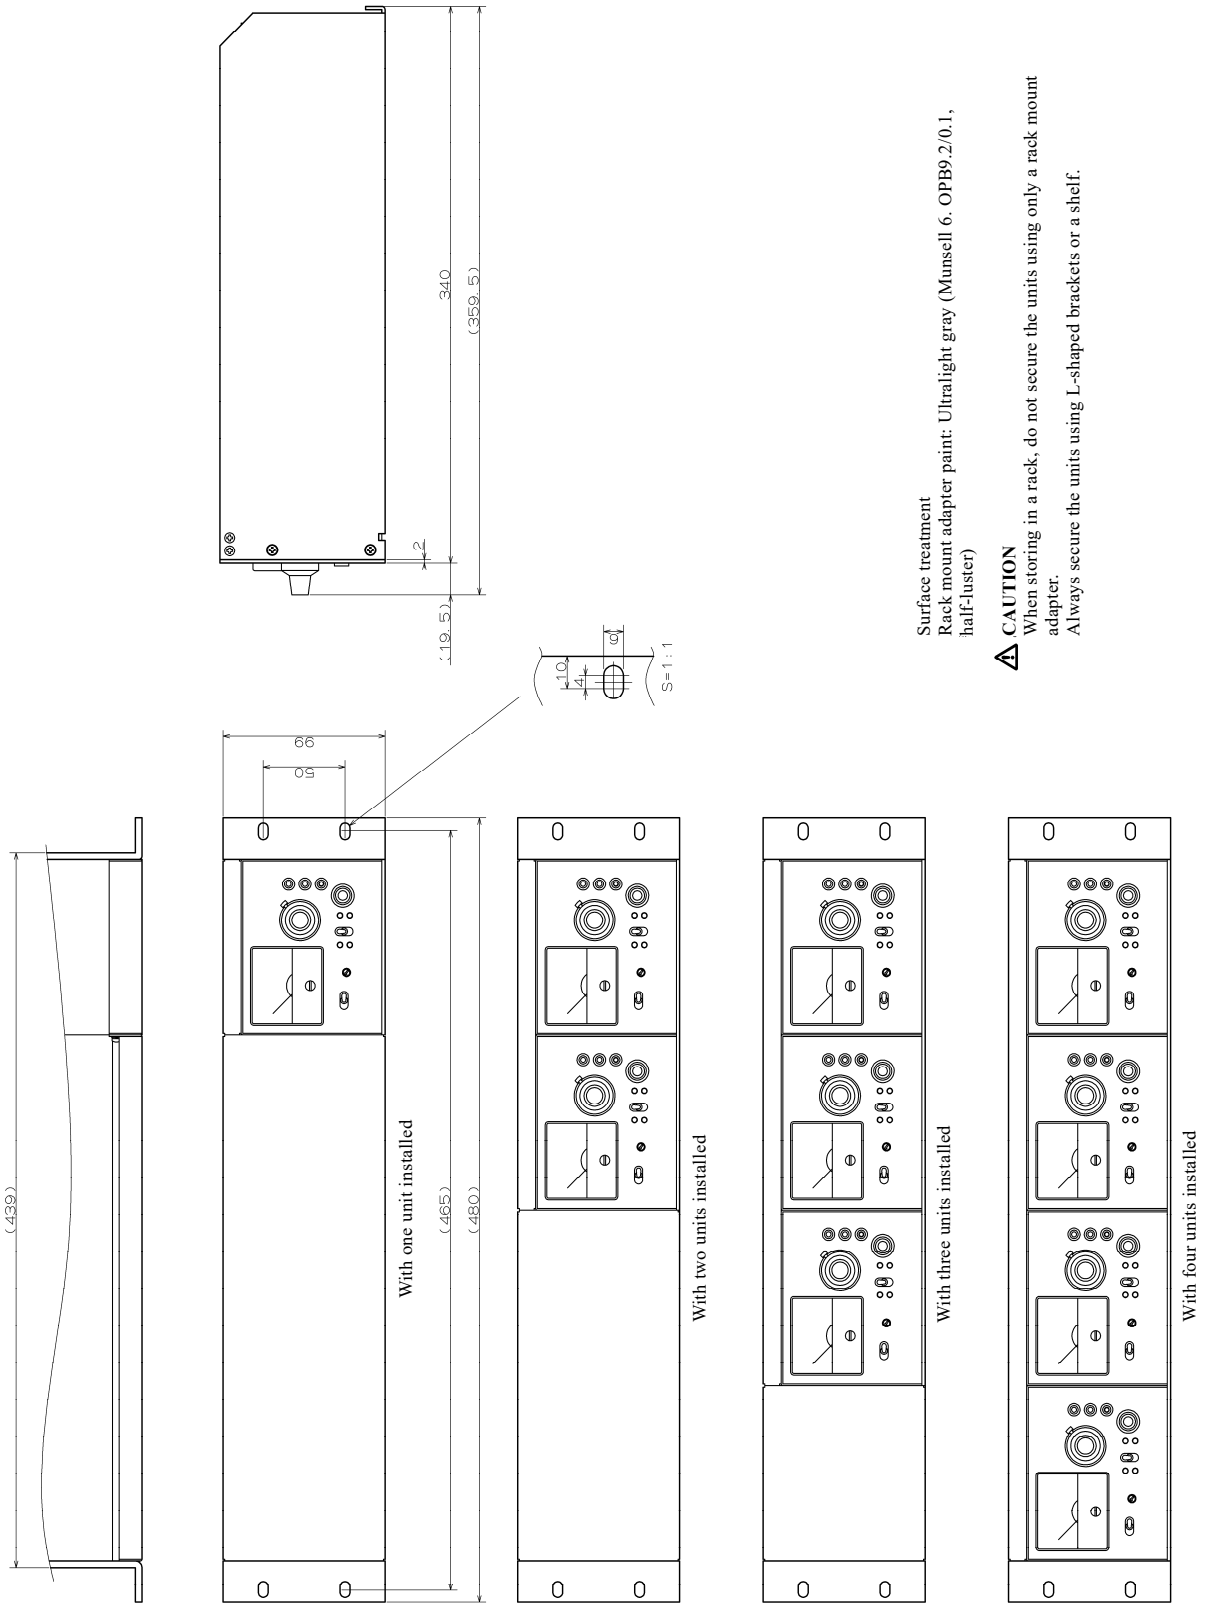 (439)
99
50
With one unit installed
(465)
(480)
340
(359.5)
2
(19.5)
10
4
6
S=1:1
With two units installed
With three units installed
With four units installed
Surface treatment
Rack mount adapter paint: Ultralight gray (Munsell 6. OPB9.2/0.1,
half-luster)
CAUTION
When storing in a rack, do not secure the units using only a rack mount
adapter.
Always secure the units using L-shaped brackets or a shelf.